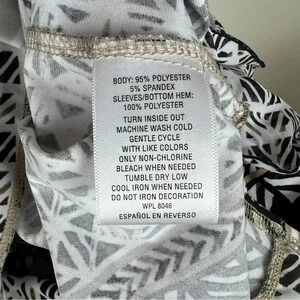 BODY: 95% POLYESTER
5% SPANDEX
SLEEVES/BOTTOM HEM:
100% POLYESTER
TURN INSIDE OUT
MACHINE WASH COLD
GENTLE CYCLE
WITH LIKE COLORS
ONLY NON-CHLORINE
BLEACH WHEN NEEDED
TUMBLE DRY LOW
COOL IRON WHEN NEEDED
DO NOT IRON DECORATION
WPL 8046
ESPAÑOL EN REVERSO